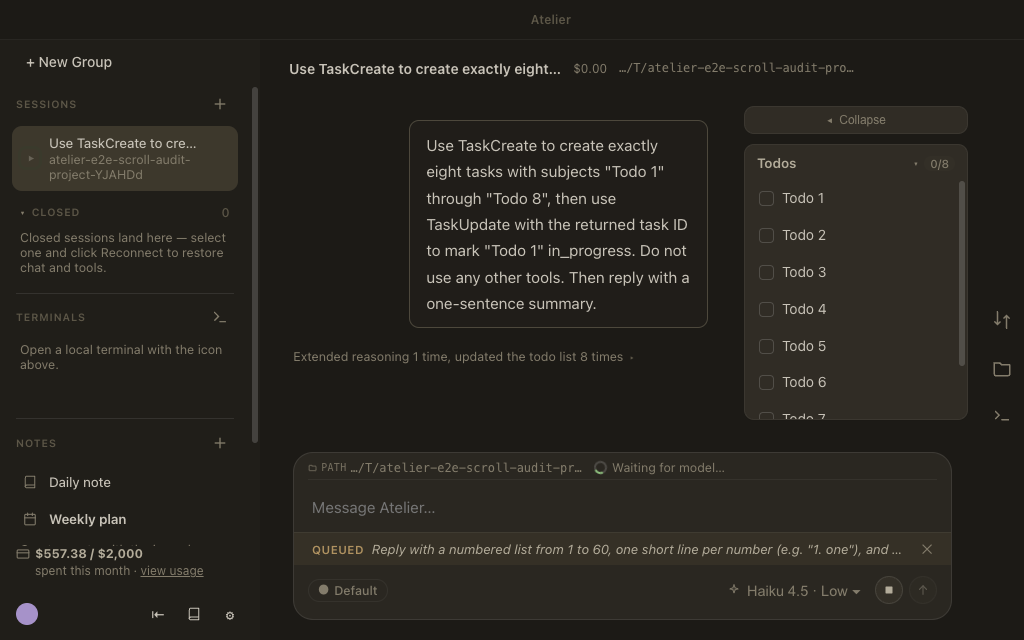 Atelier
+ New Group
SESSIONS
Use TaskCreate to cre...
atelier-e2e-scroll-audit-
project-YJAHDd
CLOSED
0
Closed sessions land here — select
one and click Reconnect to restore
chat and tools.
TERMINALS
Open a local terminal with the icon
above.
NOTES
Daily note
Weekly plan
$557.38 / $2,000
spent this month · view usage
Use TaskCreate to create exactly eight...
$0.00
…/T/atelier-e2e-scroll-audit-pro…
Use TaskCreate to create exactly
eight tasks with subjects "Todo 1"
through "Todo 8", then use
TaskUpdate with the returned task ID
to mark "Todo 1" in_progress. Do not
use any other tools. Then reply with a
one-sentence summary.
Extended reasoning 1 time, updated the todo list 8 times
Collapse
Todos
0/8
Todo 1
Todo 2
Todo 3
Todo 4
Todo 5
Todo 6
Todo 7
PATH …/T/atelier-e2e-scroll-audit-pr…
Waiting for model…
Message Atelier…
QUEUED Reply with a numbered list from 1 to 60, one short line per number (e.g. "1. one"), and ...
Default
Haiku 4.5 · Low